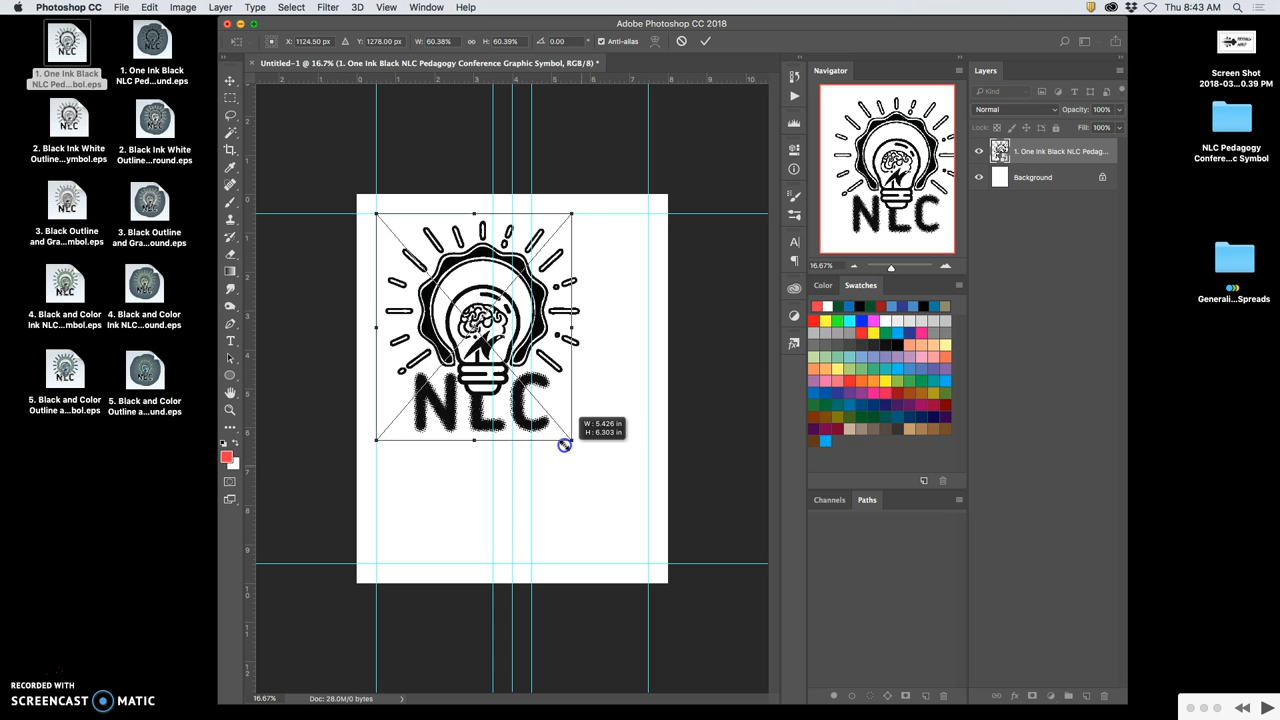 Photoshop CC File Edit Image Layer Type Select Filter 3D View Window Help
Thu 8:43 AM
Adobe Photoshop CC 2018
X: 1124.50 px Y: 1278.00 px W: 60.38% H: 60.39% 0.00 Anti-alias
Untitled-1 @ 16.7% (1. One Ink Black NLC Pedagogy Conference Graphic Symbol, RGB/8) *
1. One Ink Black
NLC Ped...bol.eps
1. One Ink Black
NLC Ped...und.eps
2. Black Ink White
Outline...ymbol.eps
2. Black Ink White
Outline...round.eps
3. Black Outline
and Gra...mbol.eps
3. Black Outline
and Gra...ound.eps
4. Black and Color
Ink NLC...mbol.eps
4. Black and Color
Ink NLC...ound.eps
5. Black and Color
Outline a...bol.eps
5. Black and Color
Outline a...und.eps
NLC
W: 5.426 in
H: 6.303 in
Navigator
NLC
16.67%
Color Swatches
Channels Paths
Layers
Kind
Normal Opacity: 100%
Lock: Fill: 100%
1. One Ink Black NLC Pedag...
Background
Screen Shot
2018-03...0.39 PM
NLC Pedagogy
Confere...c Symbol
Generali...Spreads
16.67% Doc: 28.0M/0 bytes
RECORDED WITH
SCREENCAST MATIC